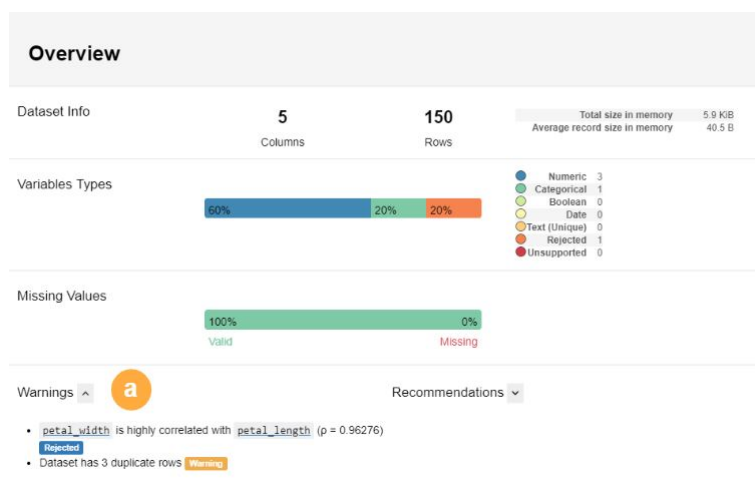 Overview
Dataset Info
5
Columns
150
Rows
Total size in memory 5.9 KiB
Average record size in memory 40.5 B
Variables Types
60% 20% 20%
Numeric 3
Categorical 1
Boolean 0
Date 0
Text (Unique) 0
Rejected 1
Unsupported 0
Missing Values
100% 0%
Valid Missing
Warnings a Recommendations
petal_width is highly correlated with petal_length (ρ = 0.96276)
Rejected
Dataset has 3 duplicate rows Warning